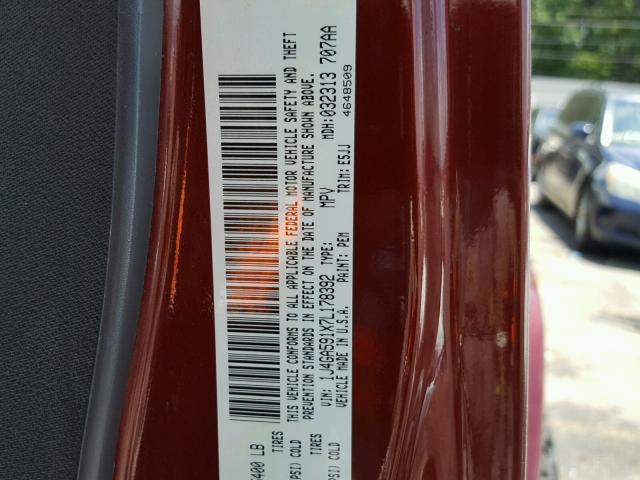 400 LB
TIRES
PSI) COLD
TIRES
PSI) COLD
THIS VEHICLE CONFORMS TO ALL APPLICABLE FEDERAL MOTOR VEHICLE SAFETY AND THEFT
PREVENTION STANDARDS IN EFFECT ON THE DATE OF MANUFACTURE SHOWN ABOVE.
VIN: 1J4GA591X7L178392 TYPE: MPV MDH:032313 707AA
VEHICLE MADE IN U.S.A. PAINT: PEM TRIM: E5JJ 4648509